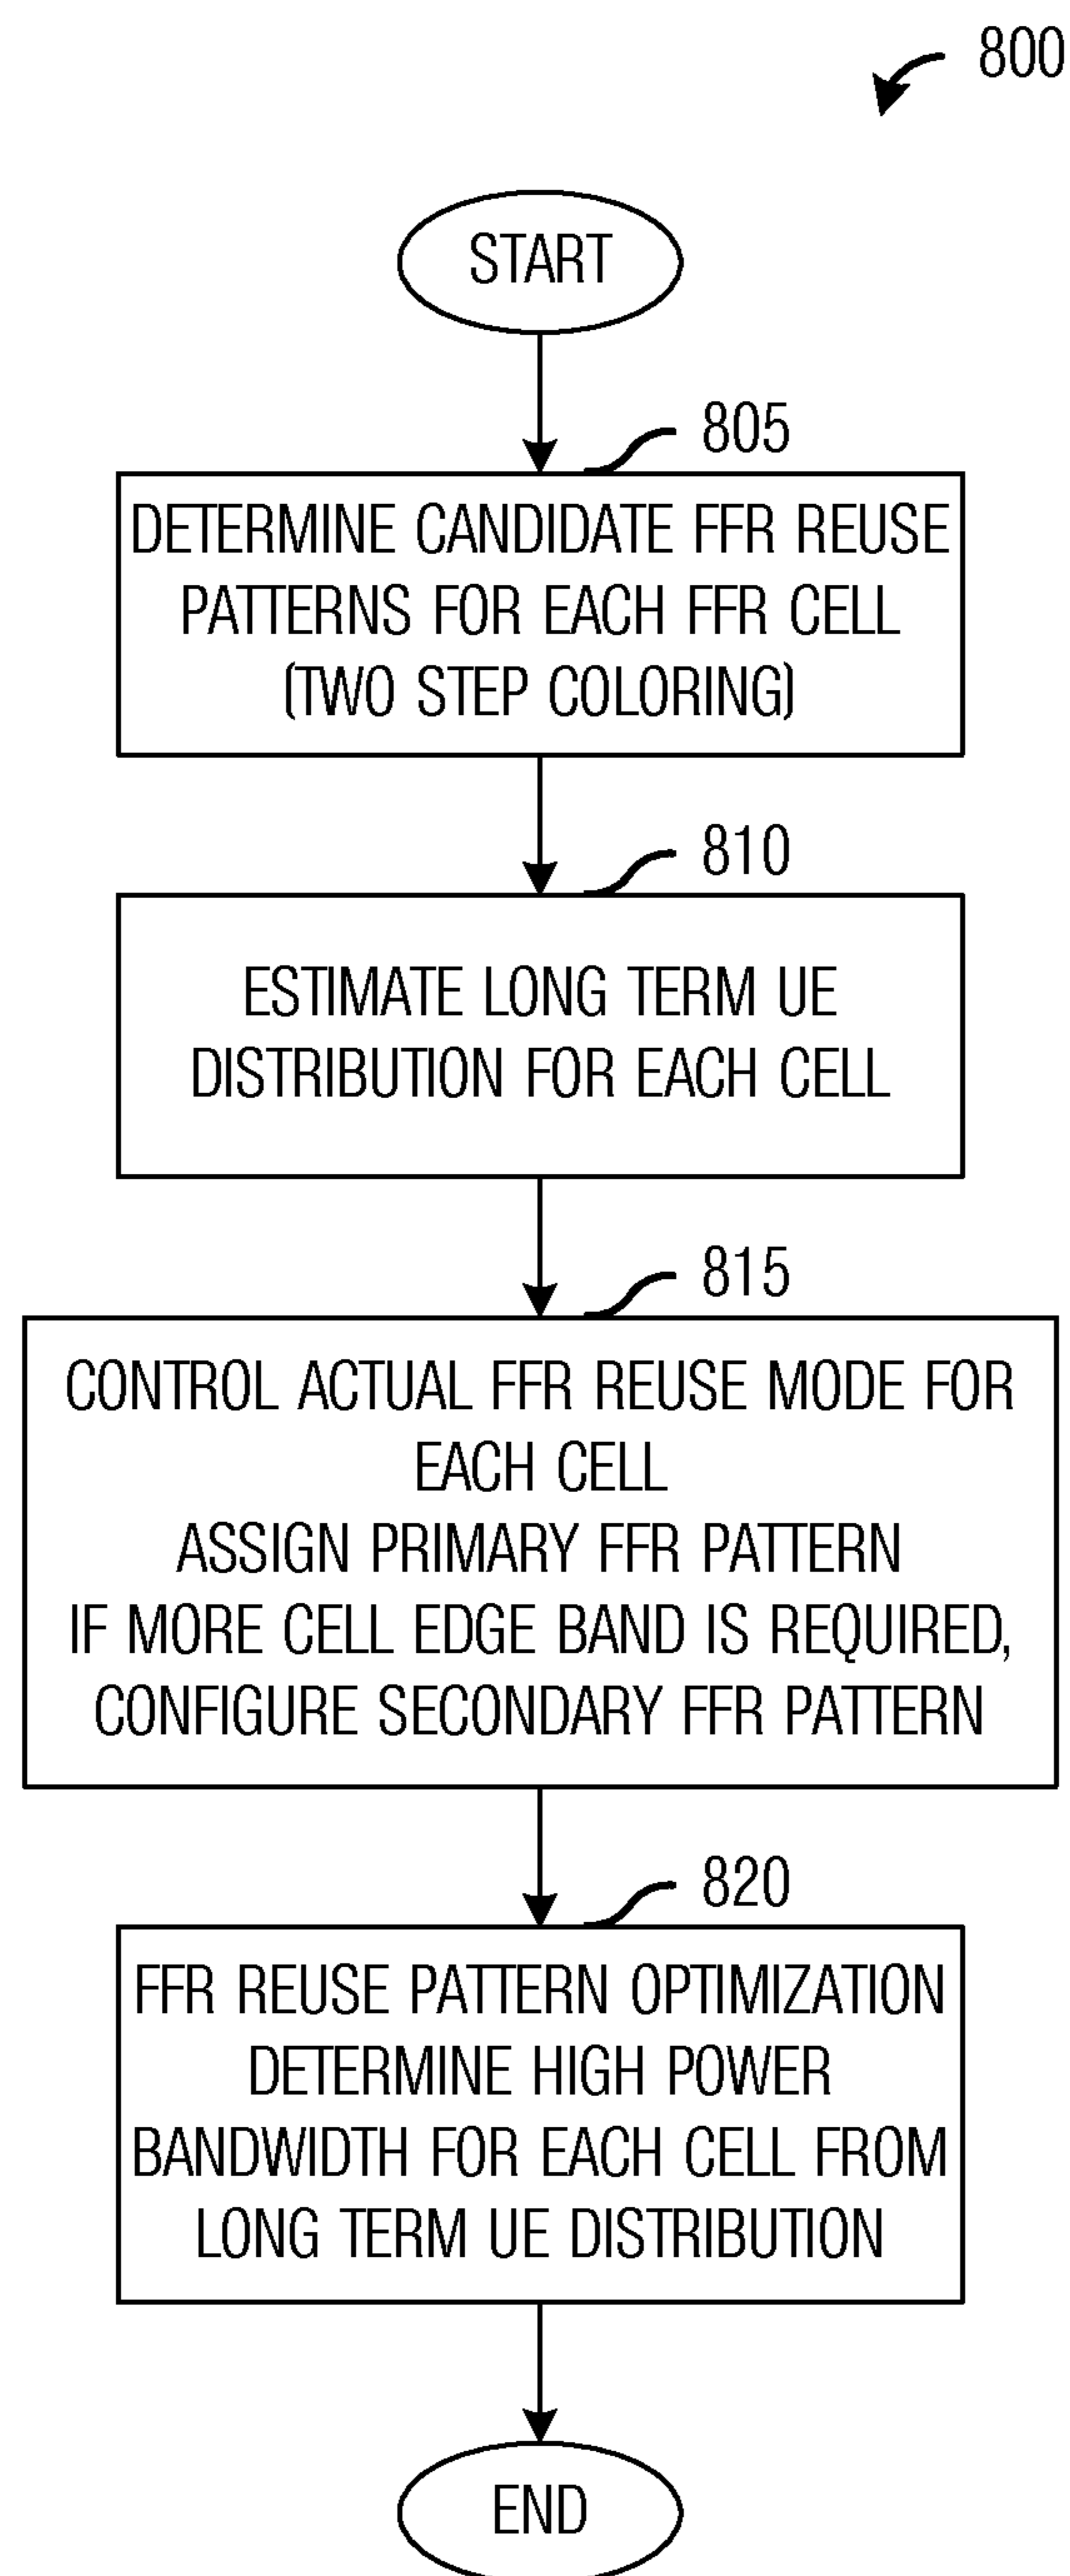 800
START
805
DETERMINE CANDIDATE FFR REUSE
PATTERNS FOR EACH FFR CELL
(TWO STEP COLORING)
810
ESTIMATE LONG TERM UE
DISTRIBUTION FOR EACH CELL
815
CONTROL ACTUAL FFR REUSE MODE FOR
EACH CELL
ASSIGN PRIMARY FFR PATTERN
IF MORE CELL EDGE BAND IS REQUIRED,
CONFIGURE SECONDARY FFR PATTERN
820
FFR REUSE PATTERN OPTIMIZATION
DETERMINE HIGH POWER
BANDWIDTH FOR EACH CELL FROM
LONG TERM UE DISTRIBUTION
END